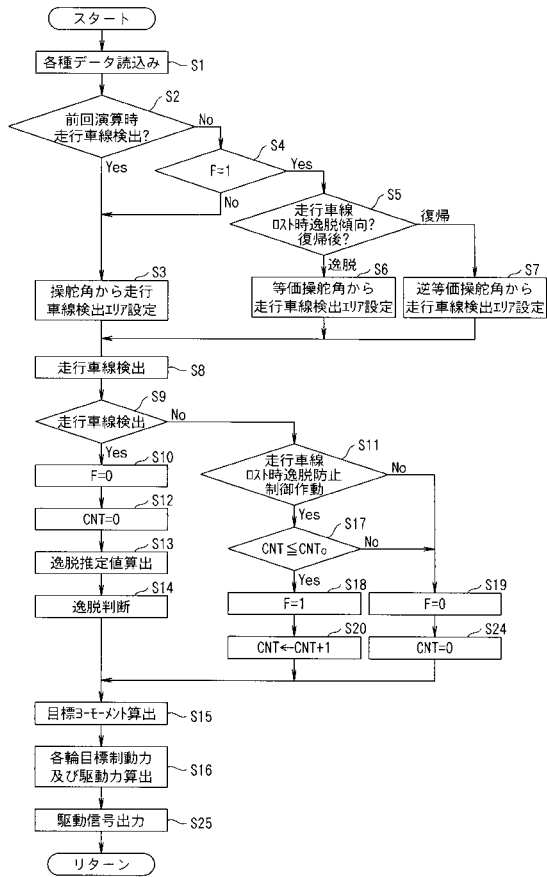 スタート
各種データ読込み
S1
前回演算時
走行車線検出?
S2
No
Yes
F=1
S4
Yes
No
走行車線
ﾛｽﾄ時逸脱傾向?
復帰後?
S5
復帰
逸脱
操舵角から走行
車線検出ｴﾘｱ設定
S3
等価操舵角から
走行車線検出ｴﾘｱ設定
S6
逆等価操舵角から
走行車線検出ｴﾘｱ設定
S7
走行車線検出
S8
走行車線検出
S9
No
Yes
F=0
S10
走行車線
ﾛｽﾄ時逸脱防止
制御作動
S11
No
Yes
CNT=0
S12
CNT≦CNT₀
S17
No
Yes
逸脱推定値算出
S13
逸脱判断
S14
F=1
S18
F=0
S19
CNT←CNT+1
S20
CNT=0
S24
目標ﾖｰﾓｰﾒﾝﾄ算出
S15
各輪目標制動力
及び駆動力算出
S16
駆動信号出力
S25
リターン